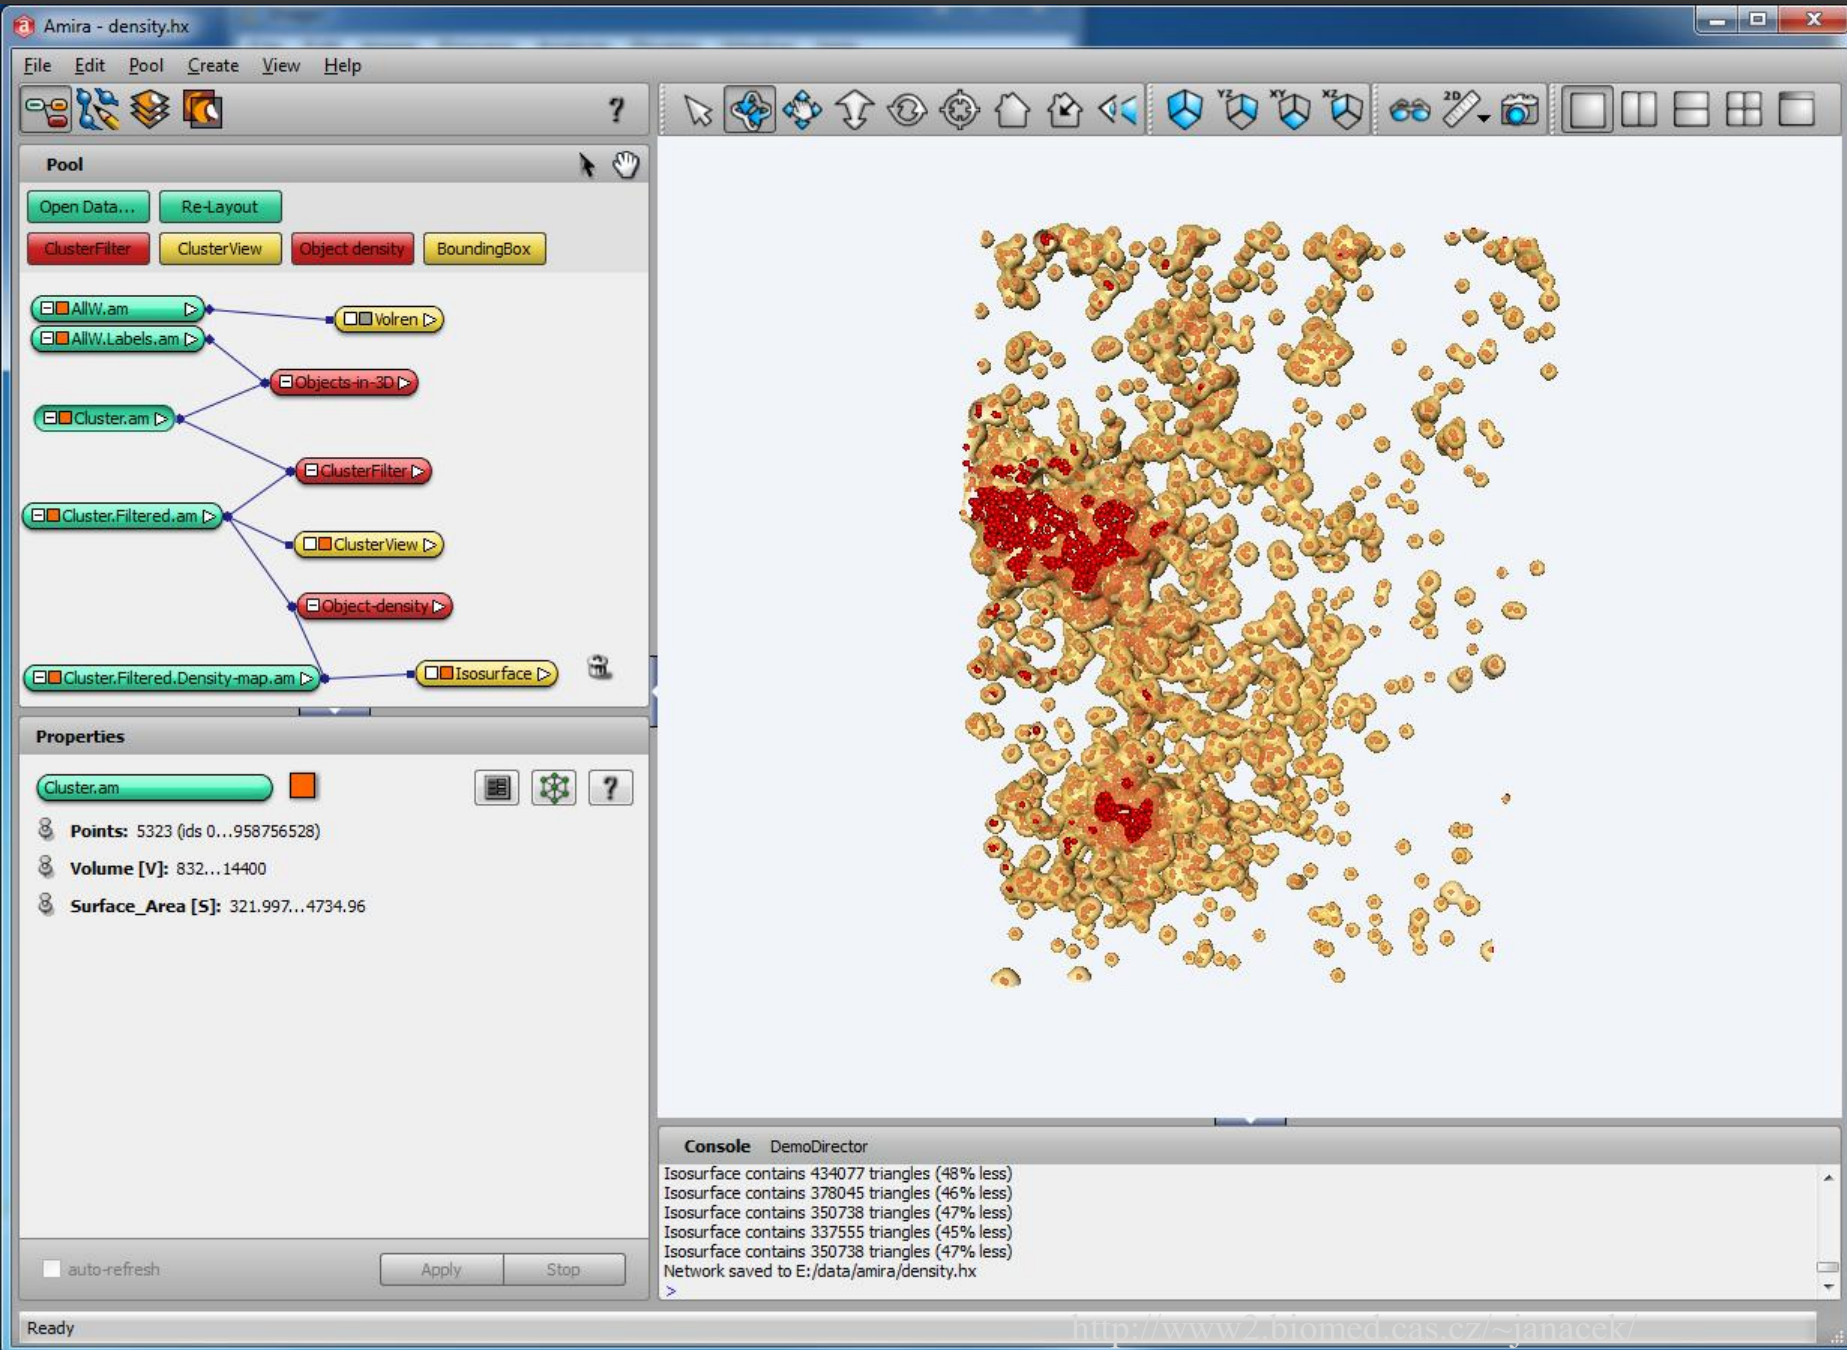 Amira - density.hx
File Edit Pool Create View Help
?
YZ XY XZ 2D
Pool
Open Data... Re-Layout
ClusterFilter ClusterView Object density BoundingBox
AllW.am
Volren
AllW.Labels.am
Objects-in-3D
Cluster.am
ClusterFilter
Cluster.Filtered.am
ClusterView
Object-density
Cluster.Filtered.Density-map.am
Isosurface
Properties
Cluster.am
?
Points: 5323 (ids 0...958756528)
Volume [V]: 832...14400
Surface_Area [S]: 321.997...4734.96
auto-refresh Apply Stop
Console DemoDirector
Isosurface contains 434077 triangles (48% less)
Isosurface contains 378045 triangles (46% less)
Isosurface contains 350738 triangles (47% less)
Isosurface contains 337555 triangles (45% less)
Isosurface contains 350738 triangles (47% less)
Network saved to E:/data/amira/density.hx
>
Ready
http://www2.biomed.cas.cz/~janacek/